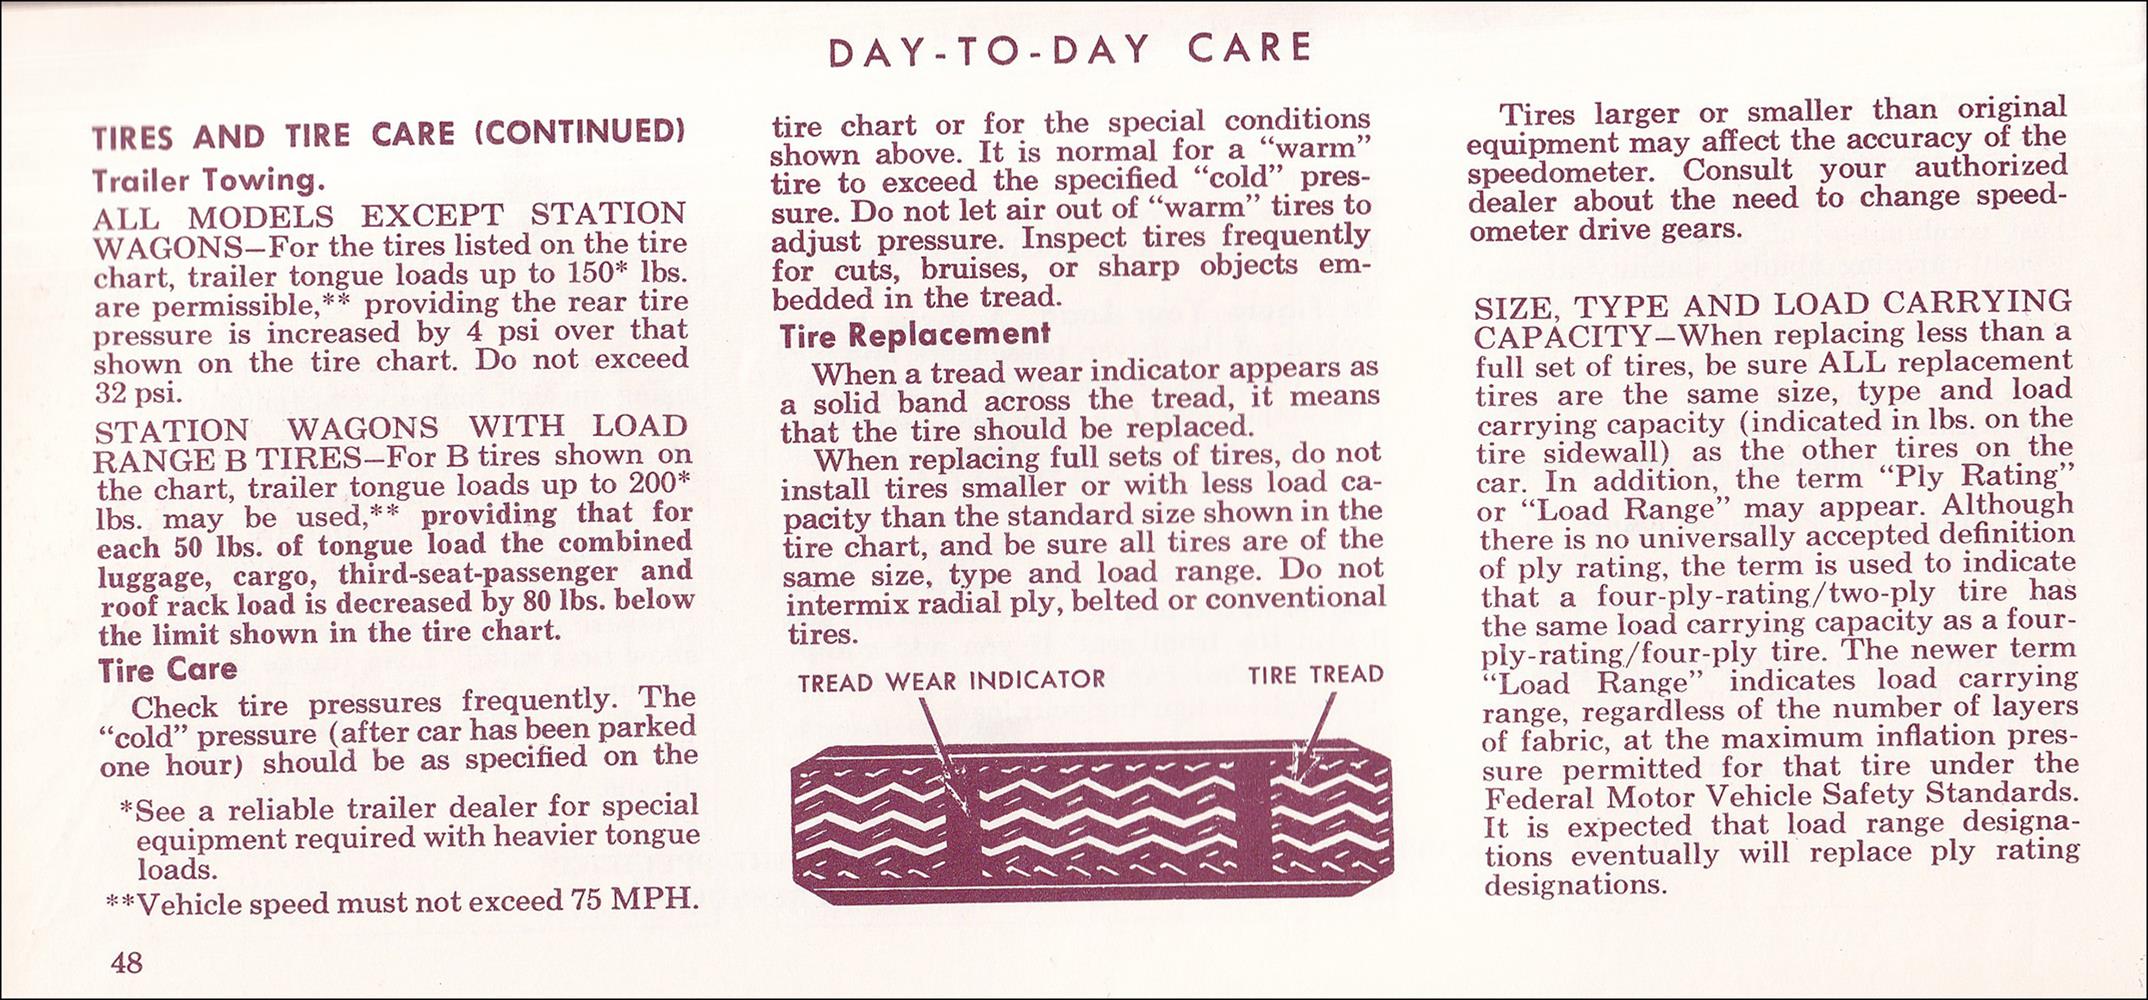 DAY-TO-DAY CARE
TIRES AND TIRE CARE (CONTINUED)
Trailer Towing.
ALL MODELS EXCEPT STATION
WAGONS—For the tires listed on the tire
chart, trailer tongue loads up to 150* lbs.
are permissible,** providing the rear tire
pressure is increased by 4 psi over that
shown on the tire chart. Do not exceed
32 psi.
STATION WAGONS WITH LOAD
RANGE B TIRES—For B tires shown on
the chart, trailer tongue loads up to 200*
lbs. may be used,** providing that for
each 50 lbs. of tongue load the combined
luggage, cargo, third-seat-passenger and
roof rack load is decreased by 80 lbs. below
the limit shown in the tire chart.
Tire Care
Check tire pressures frequently. The
“cold” pressure (after car has been parked
one hour) should be as specified on the
*See a reliable trailer dealer for special
equipment required with heavier tongue
loads.
**Vehicle speed must not exceed 75 MPH.
48
tire chart or for the special conditions
shown above. It is normal for a “warm”
tire to exceed the specified “cold” pres-
sure. Do not let air out of “warm” tires to
adjust pressure. Inspect tires frequently
for cuts, bruises, or sharp objects em-
bedded in the tread.
Tire Replacement
When a tread wear indicator appears as
a solid band across the tread, it means
that the tire should be replaced.
When replacing full sets of tires, do not
install tires smaller or with less load ca-
pacity than the standard size shown in the
tire chart, and be sure all tires are of the
same size, type and load range. Do not
intermix radial ply, belted or conventional
tires.
TREAD WEAR INDICATOR
TIRE TREAD
Tires larger or smaller than original
equipment may affect the accuracy of the
speedometer. Consult your authorized
dealer about the need to change speed-
ometer drive gears.
SIZE, TYPE AND LOAD CARRYING
CAPACITY—When replacing less than a
full set of tires, be sure ALL replacement
tires are the same size, type and load
carrying capacity (indicated in lbs. on the
tire sidewall) as the other tires on the
car. In addition, the term “Ply Rating”
or “Load Range” may appear. Although
there is no universally accepted definition
of ply rating, the term is used to indicate
that a four-ply-rating/two-ply tire has
the same load carrying capacity as a four-
ply-rating/four-ply tire. The newer term
“Load Range” indicates load carrying
range, regardless of the number of layers
of fabric, at the maximum inflation pres-
sure permitted for that tire under the
Federal Motor Vehicle Safety Standards.
It is expected that load range designa-
tions eventually will replace ply rating
designations.